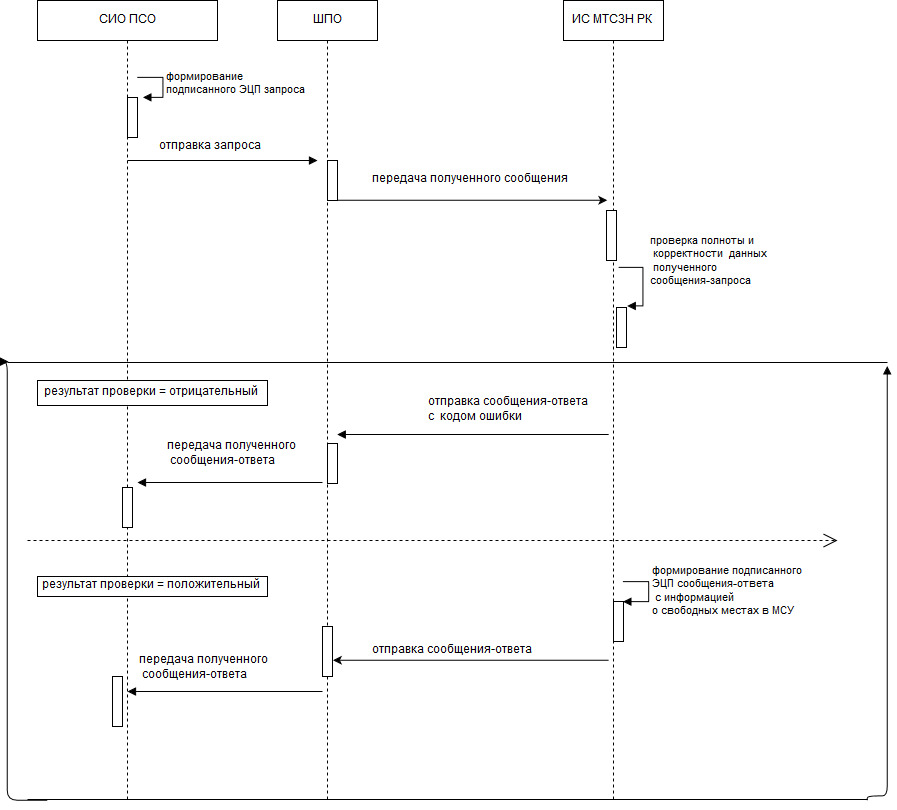 СИО ПСО
ШПО
ИС МТСЗН РК
формирование
подписанного ЭЦП запроса
отправка запроса
передача полученного сообщения
проверка полноты и
корректности данных
полученного
сообщения-запроса
результат проверки = отрицательный
отправка сообщения-ответа
с кодом ошибки
передача полученного
сообщения-ответа
результат проверки = положительный
формирование подписанного
ЭЦП сообщения-ответа
с информацией
о свободных местах в МСУ
отправка сообщения-ответа
передача полученного
сообщения-ответа